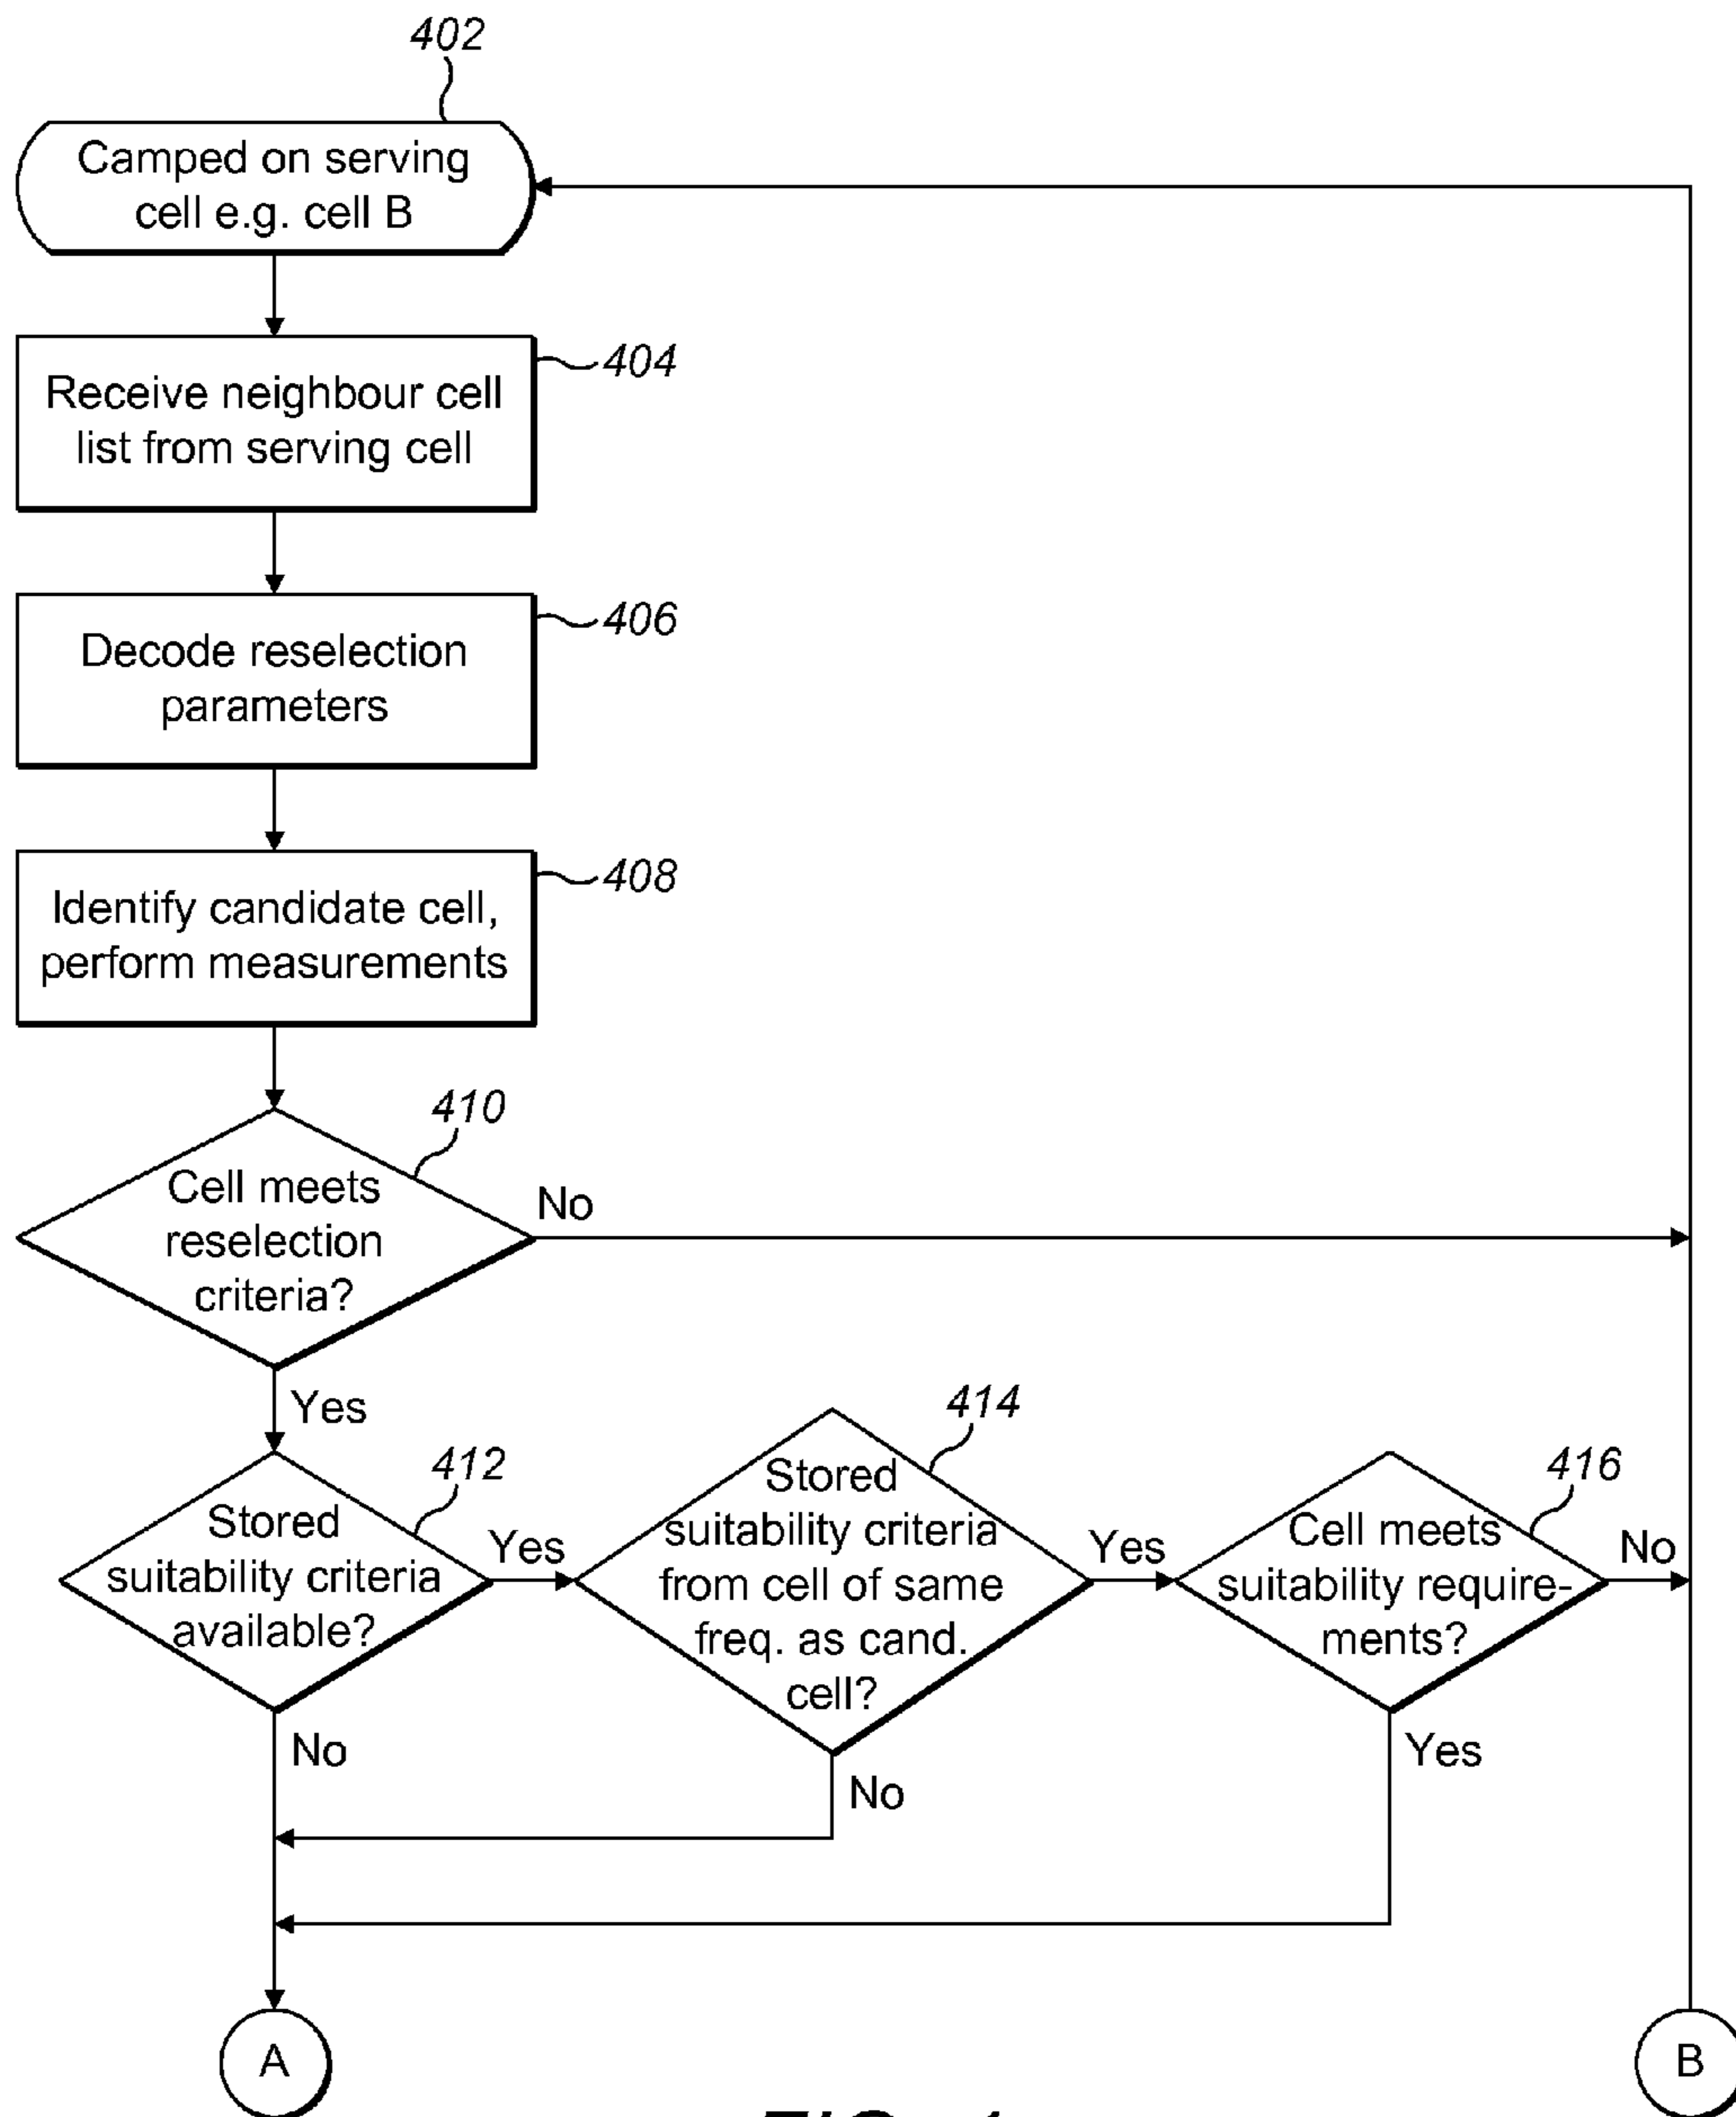 402
Camped on serving
cell e.g. cell B
404
Receive neighbour cell
list from serving cell
406
Decode reselection
parameters
408
Identify candidate cell,
perform measurements
410
Cell meets
reselection
criteria?
No
Yes
412
Stored
suitability criteria
available?
Yes
No
414
Stored
suitability criteria
from cell of same
freq. as cand.
cell?
Yes
No
416
Cell meets
suitability require-
ments?
No
Yes
A
B